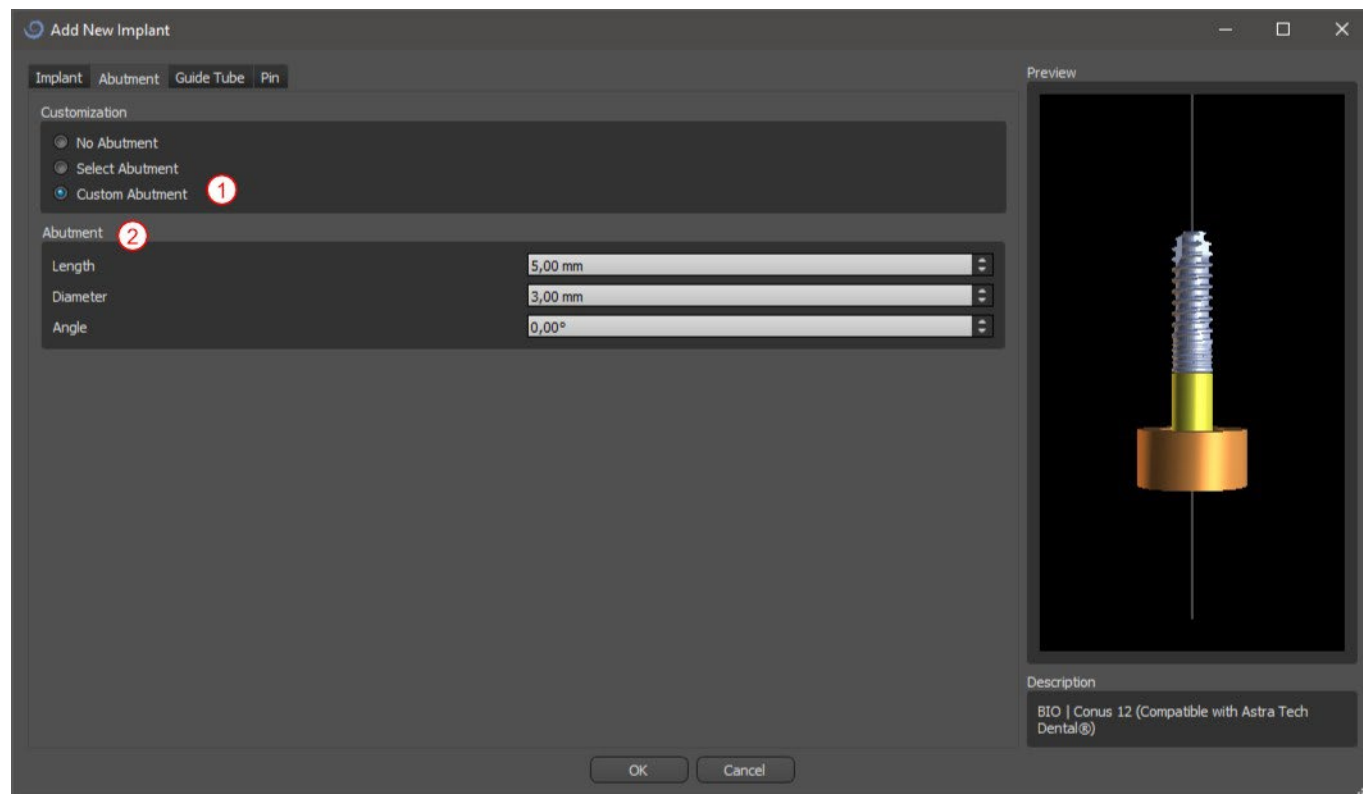 Add New Implant
Implant Abutment Guide Tube Pin
Customization
No Abutment
Select Abutment
Custom Abutment 1
Abutment 2
Length 5,00 mm
Diameter 3,00 mm
Angle 0,00°
Preview
Description
BIO | Conus 12 (Compatible with Astra Tech
Dental®)
OK Cancel